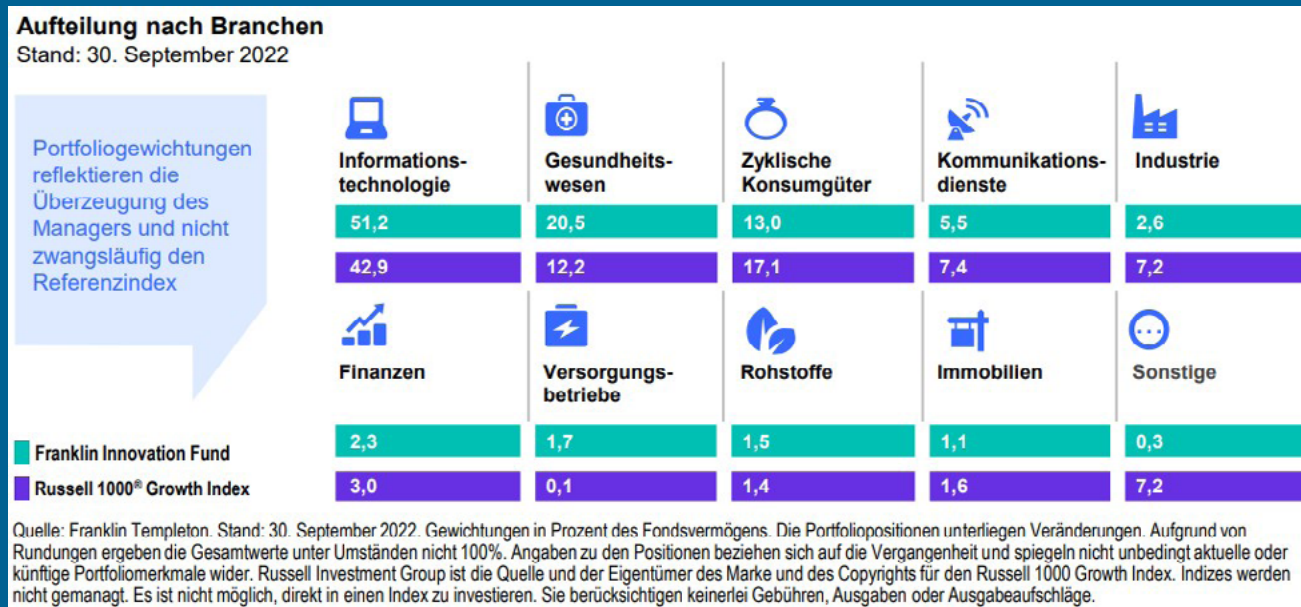 Aufteilung nach Branchen
Stand: 30. September 2022
Portfoliogewichtungen
reflektieren die
Überzeugung des
Managers und nicht
zwangsläufig den
Referenzindex
Informations-
technologie
51,2
42,9
Gesundheits-
wesen
20,5
12,2
Zyklische
Konsumgüter
13,0
17,1
Kommunikations-
dienste
5,5
7,4
Industrie
2,6
7,2
Finanzen
2,3
3,0
Versorgungs-
betriebe
1,7
0,1
Rohstoffe
1,5
1,4
Immobilien
1,1
1,6
Sonstige
0,3
7,2
Franklin Innovation Fund
Russell 1000® Growth Index
Quelle: Franklin Templeton. Stand: 30. September 2022. Gewichtungen in Prozent des Fondsvermögens. Die Portfoliopositionen unterliegen Veränderungen. Aufgrund von
Rundungen ergeben die Gesamtwerte unter Umständen nicht 100%. Angaben zu den Positionen beziehen sich auf die Vergangenheit und spiegeln nicht unbedingt aktuelle oder
künftige Portfoliomerkmale wider. Russell Investment Group ist die Quelle und der Eigentümer des Marke und des Copyrights für den Russell 1000 Growth Index. Indizes werden
nicht gemanagt. Es ist nicht möglich, direkt in einen Index zu investieren. Sie berücksichtigen keinerlei Gebühren, Ausgaben oder Ausgabeaufschläge.